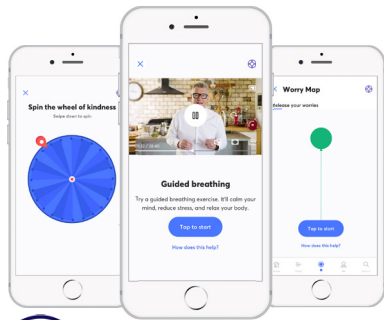 Spin the wheel of kindness
Swipe down to spin
Guided breathing
Try a guided breathing exercise. It'll calm your
mind, reduce stress, and relax your body.
Tap to start
How does this help?
Worry Map
Release your worries
Tap to start
How does this help?